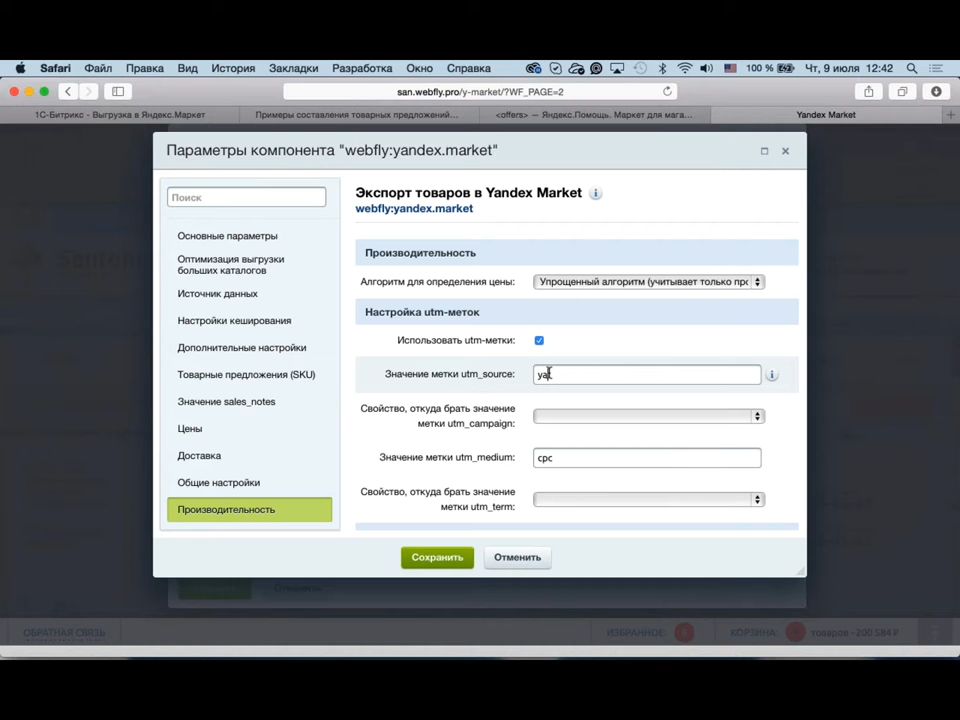 Safari Файл Правка Вид История Закладки Разработка Окно Справка 100 % Чт, 9 июля 12:42
san.webfly.pro/y-market/?WF_PAGE=2
1С-Битрикс - Выгрузка в Яндекс.Маркет Примеры составления товарных предложений... <offers> — Яндекс.Помощь. Маркет для мага... Yandex Market
Параметры компонента "webfly:yandex.market"
Поиск
Основные параметры
Оптимизация выгрузки
больших каталогов
Источник данных
Настройки кеширования
Дополнительные настройки
Товарные предложения (SKU)
Значение sales_notes
Цены
Доставка
Общие настройки
Производительность
Экспорт товаров в Yandex Market
webfly:yandex.market
Производительность
Алгоритм для определения цены: Упрощенный алгоритм (учитывает только прс
Настройка utm-меток
Использовать utm-метки:
Значение метки utm_source:
Свойство, откуда брать значение
метки utm_campaign:
Значение метки utm_medium: cpc
Свойство, откуда брать значение
метки utm_term:
Сохранить Отменить
ОБРАТНАЯ СВЯЗЬ ИЗБРАННОЕ: КОРЗИНА: товаров - 200 584 ₽